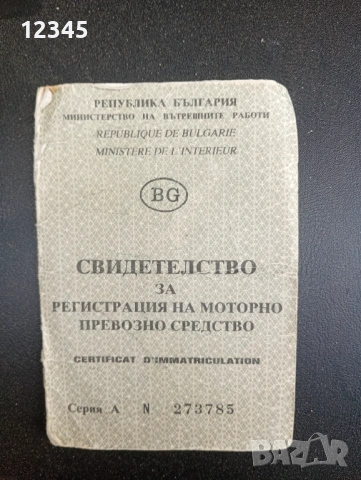 12345
РЕПУБЛИКА БЪЛГАРИЯ
МИНИСТЕРСТВО НА ВЪТРЕШНИТЕ РАБОТИ
REPUBLIQUE DE BULGARIE
MINISTERE DE L'INTERIEUR
BG
СВИДЕТЕЛСТВО
ЗА
РЕГИСТРАЦИЯ НА МОТОРНО
ПРЕВОЗНО СРЕДСТВО
CERTIFICAT D'IMMATRICULATION
Серия А N 273785
BAZAR